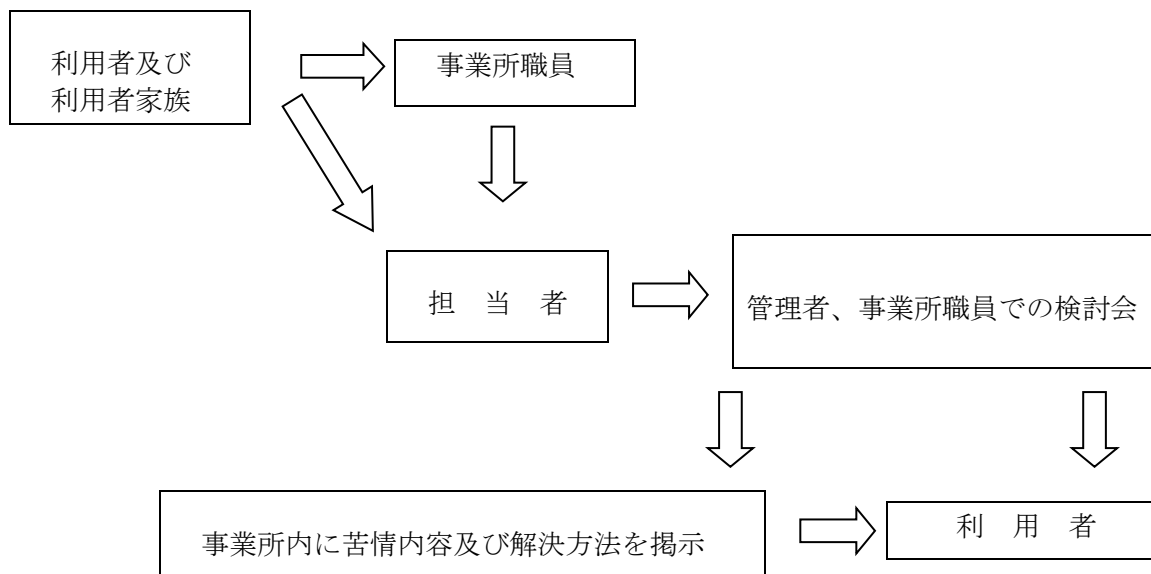 利用者及び
利用者家族
事業所職員
担　当　者
管理者、事業所職員での検討会
事業所内に苦情内容及び解決方法を掲示
利　用　者